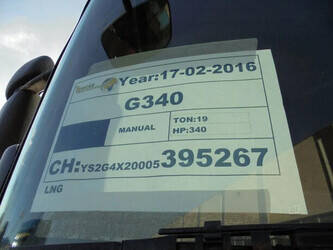 Year:17-02-2016
G340
MANUAL
TON:19
HP:340
CH:YS2G4X20005395267
LNG